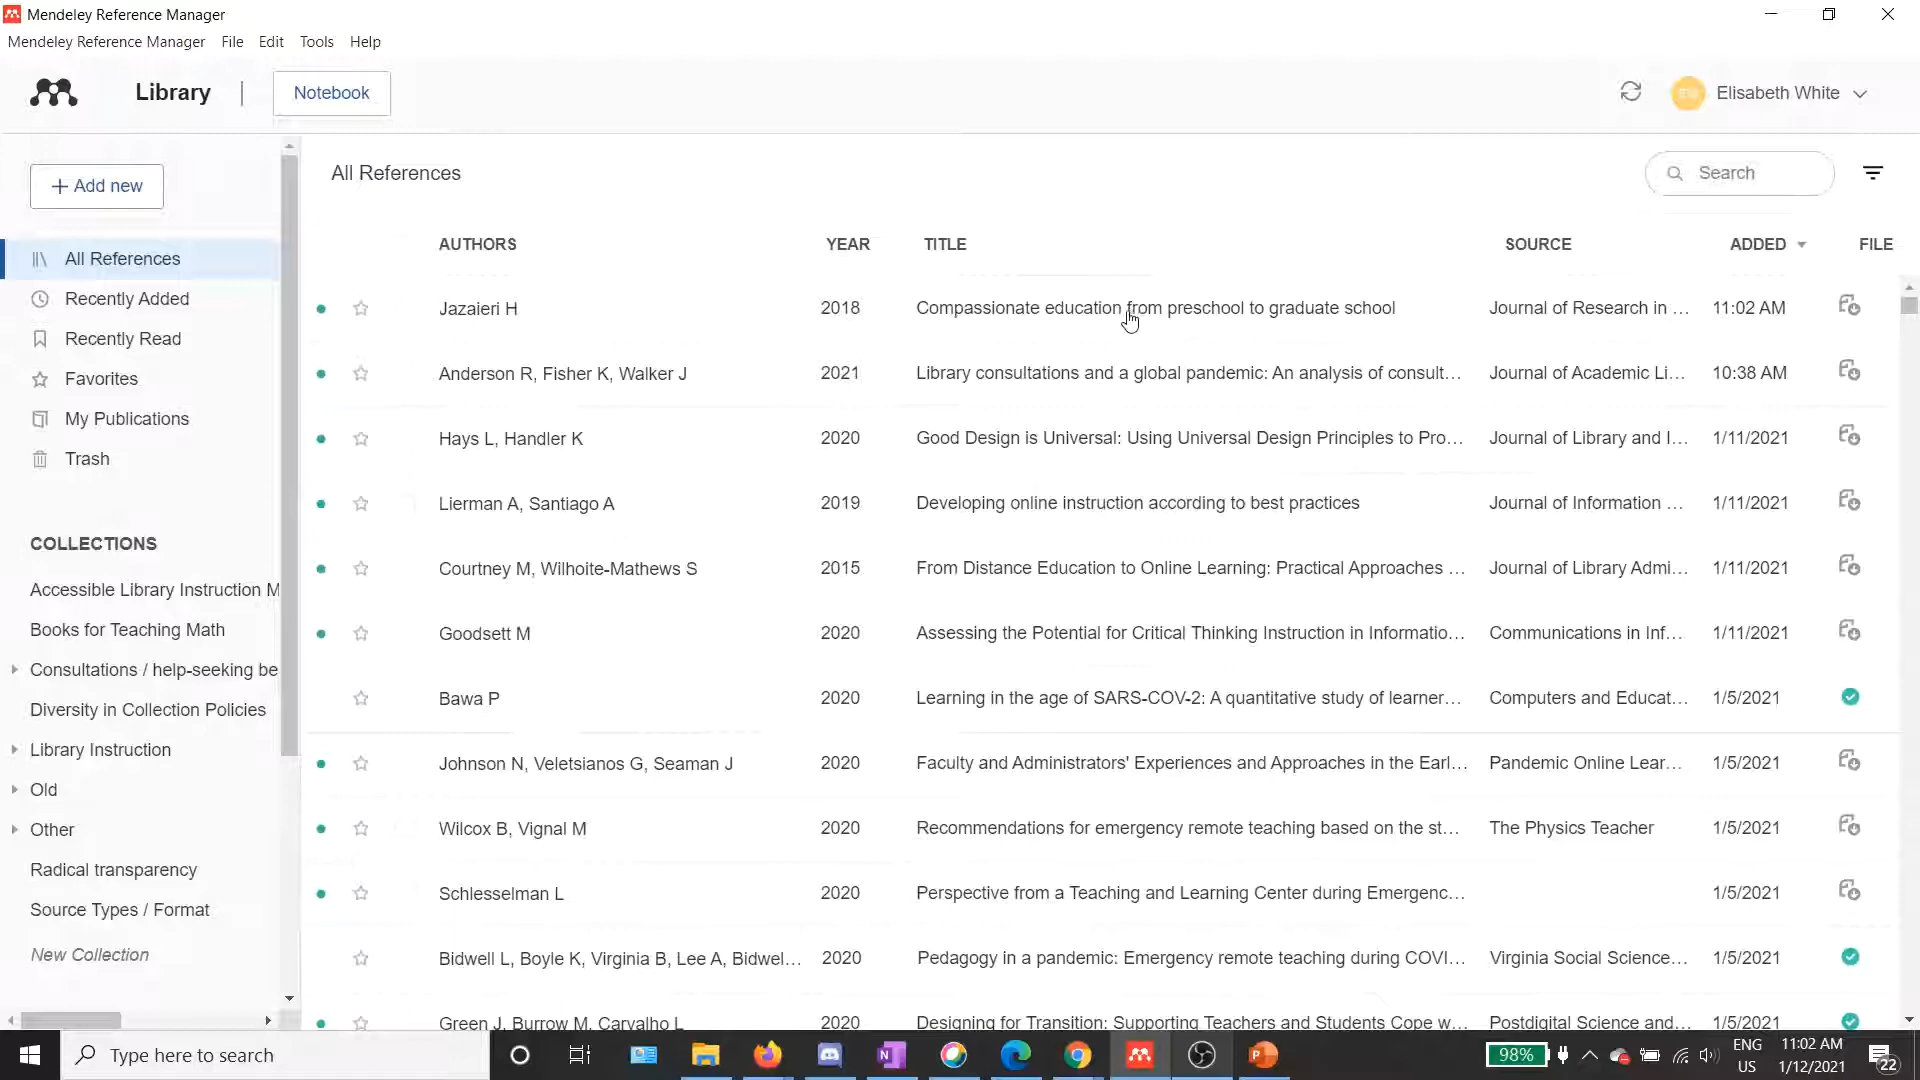 Mendeley Reference Manager
Mendeley Reference Manager File Edit Tools Help
Library | Notebook
Elisabeth White
+ Add new
All References
Recently Added
Recently Read
Favorites
My Publications
Trash
COLLECTIONS
Accessible Library Instruction M
Books for Teaching Math
Consultations / help-seeking be
Diversity in Collection Policies
Library Instruction
Old
Other
Radical transparency
Source Types / Format
New Collection
All References
Search
AUTHORS YEAR TITLE SOURCE ADDED FILE
Jazaieri H 2018 Compassionate education from preschool to graduate school Journal of Research in ... 11:02 AM
Anderson R, Fisher K, Walker J 2021 Library consultations and a global pandemic: An analysis of consult... Journal of Academic Li... 10:38 AM
Hays L, Handler K 2020 Good Design is Universal: Using Universal Design Principles to Pro... Journal of Library and I... 1/11/2021
Lierman A, Santiago A 2019 Developing online instruction according to best practices Journal of Information ... 1/11/2021
Courtney M, Wilhoite-Mathews S 2015 From Distance Education to Online Learning: Practical Approaches ... Journal of Library Admi... 1/11/2021
Goodsett M 2020 Assessing the Potential for Critical Thinking Instruction in Informatio... Communications in Inf... 1/11/2021
Bawa P 2020 Learning in the age of SARS-COV-2: A quantitative study of learner... Computers and Educat... 1/5/2021
Johnson N, Veletsianos G, Seaman J 2020 Faculty and Administrators' Experiences and Approaches in the Earl... Pandemic Online Lear... 1/5/2021
Wilcox B, Vignal M 2020 Recommendations for emergency remote teaching based on the st... The Physics Teacher 1/5/2021
Schlesselman L 2020 Perspective from a Teaching and Learning Center during Emergenc... 1/5/2021
Bidwell L, Boyle K, Virginia B, Lee A, Bidwel... 2020 Pedagogy in a pandemic: Emergency remote teaching during COVI... Virginia Social Science... 1/5/2021
Green J, Burrow M, Carvalho L 2020 Designing for Transition: Supporting Teachers and Students Cope w... Postdigital Science and... 1/5/2021
Type here to search
98%
ENG
US
11:02 AM
1/12/2021
22